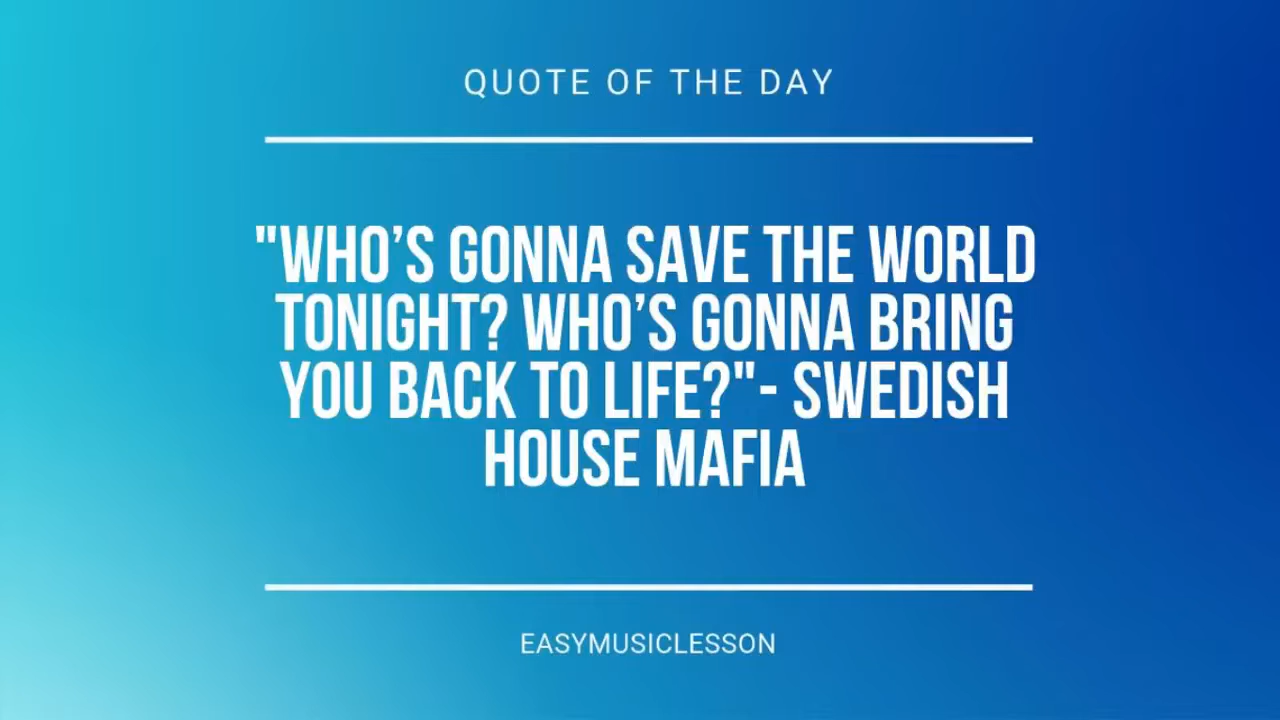 QUOTE OF THE DAY
"WHO’S GONNA SAVE THE WORLD
TONIGHT? WHO’S GONNA BRING
YOU BACK TO LIFE?"- SWEDISH
HOUSE MAFIA
EASYMUSICLESSON